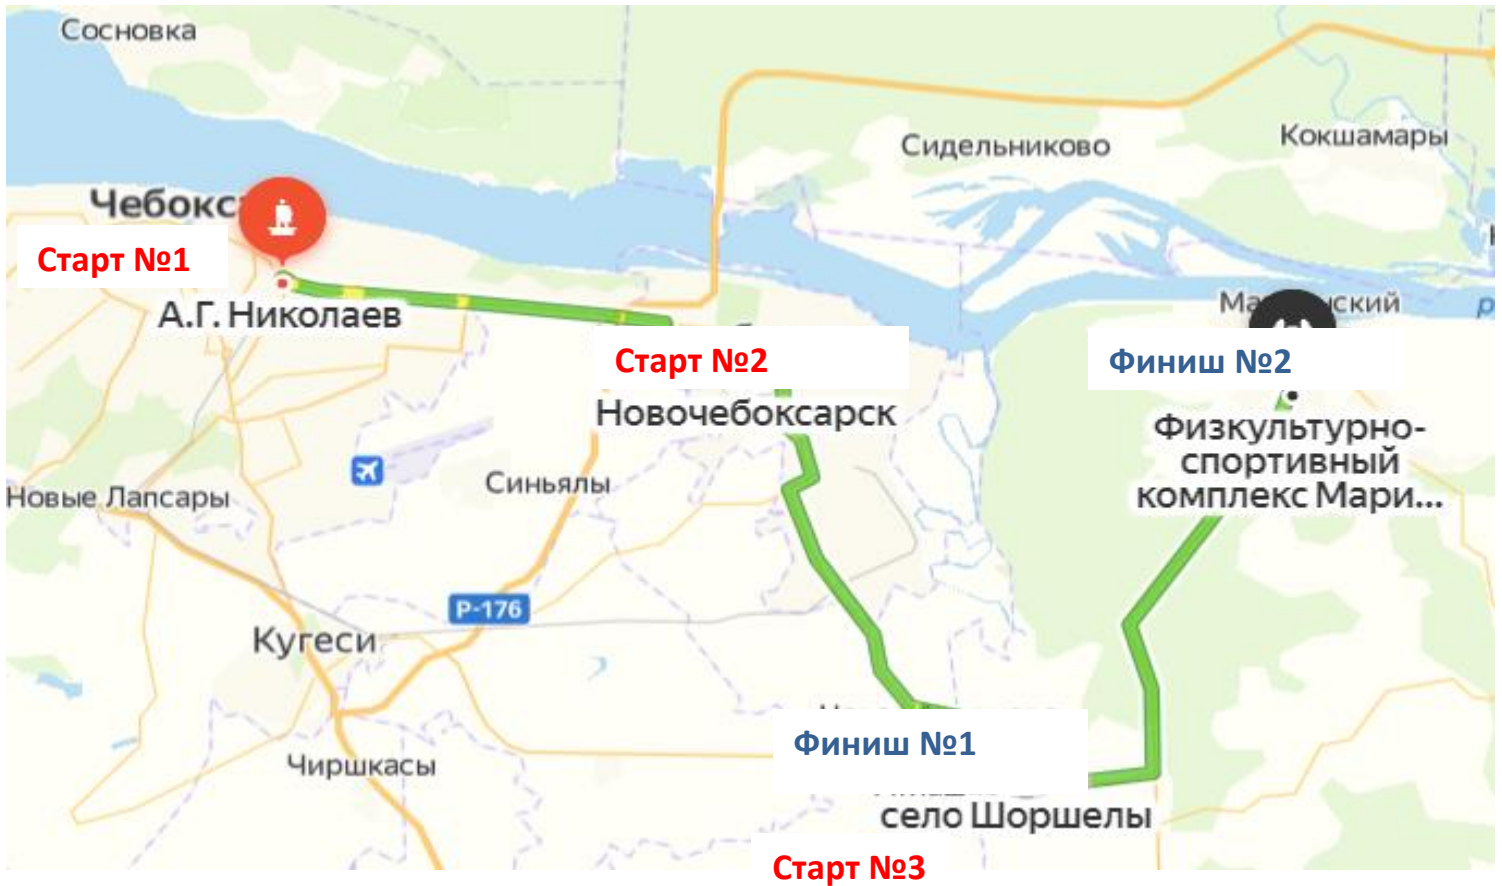 Сосновка
Сидельниково
Кокшамары
Старт №1
А.Г. Николаев
Старт №2
Финиш №2
Новочебоксарск
Физкультурно-
спортивный
комплекс Мари...
Синьялы
Новые Лапсары
Р-176
Кугеси
Финиш №1
Чиршкасы
село Шоршелы
Старт №3